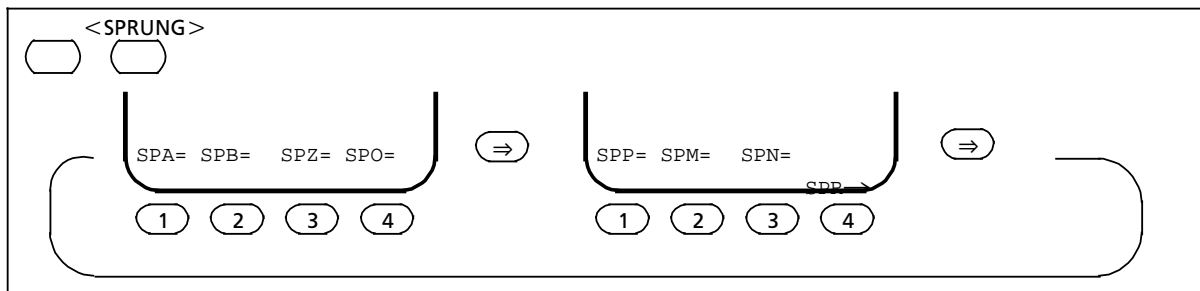 <SPRUNG>
SPA= SPB= SPZ= SPO= ⇒ SPP= SPM= SPN= ⇒
SPR→
1 2 3 4 1 2 3 4